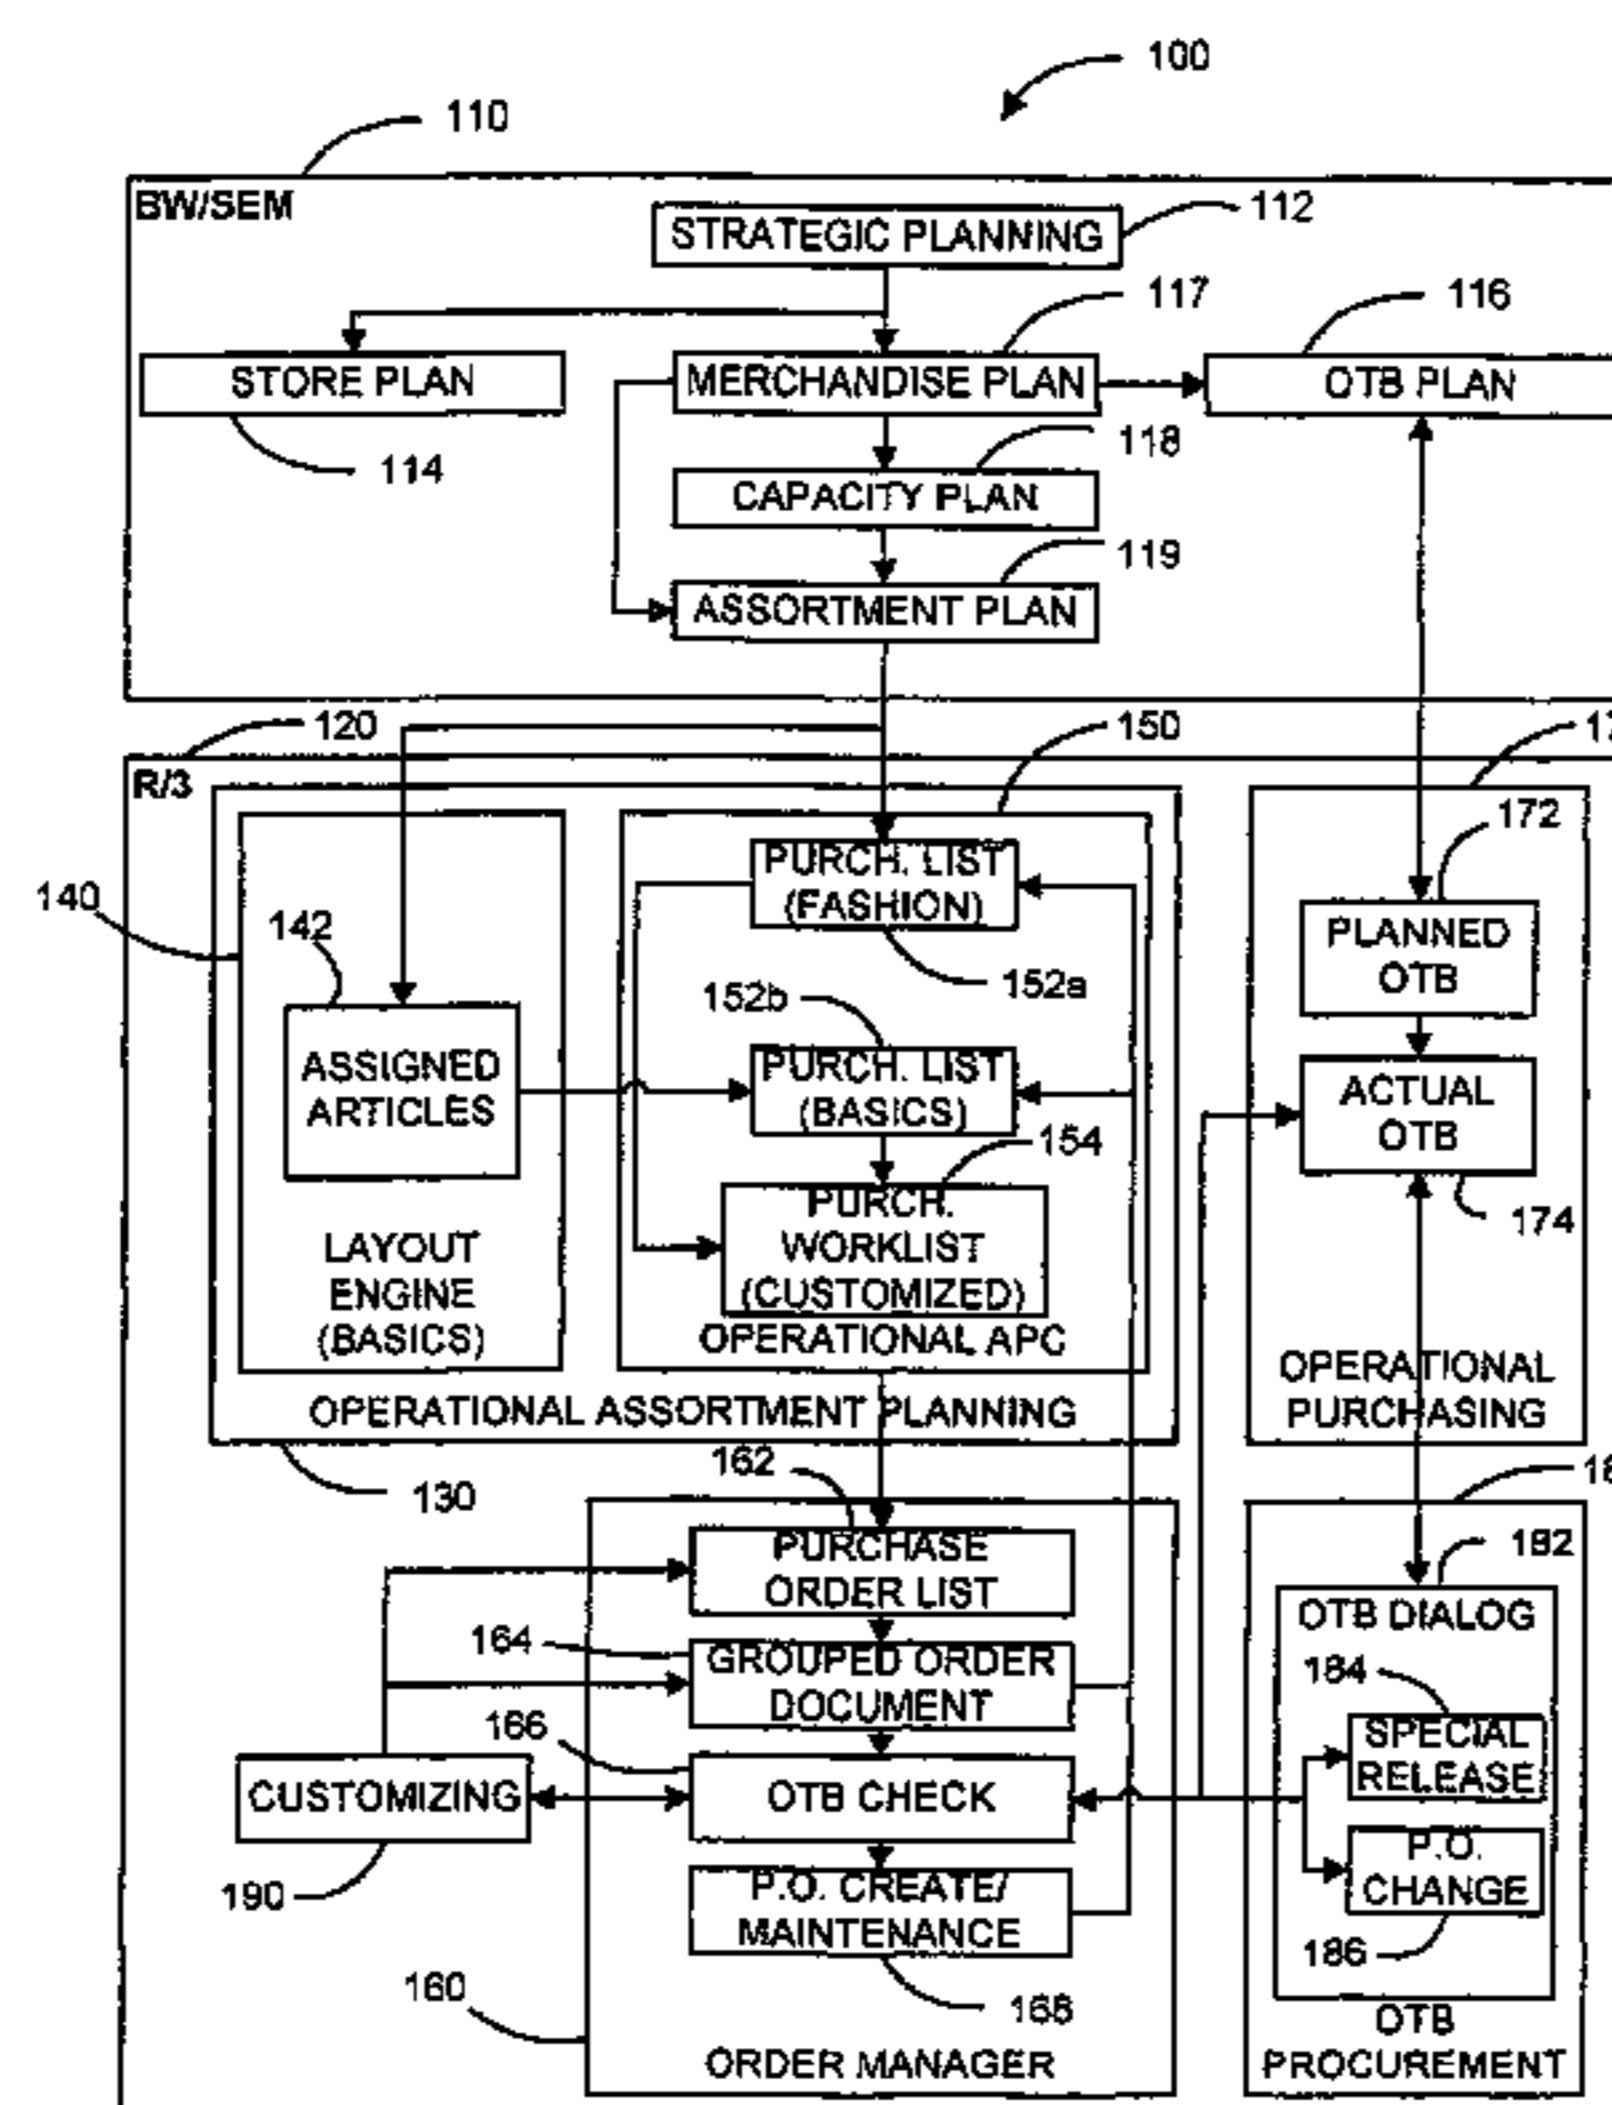 100
110
BW/SEM
STRATEGIC PLANNING
112
117
116
STORE PLAN
MERCHANDISE PLAN
OTB PLAN
114
118
CAPACITY PLAN
119
ASSORTMENT PLAN
120
150
R/3
172
PURCH. LIST
(FASHION)
140
142
152a
152b
PLANNED
OTB
ASSIGNED
ARTICLES
PURCH. LIST
(BASICS)
ACTUAL
OTB
154
174
PURCH.
WORKLIST
(CUSTOMIZED)
LAYOUT
ENGINE
(BASICS)
OPERATIONAL APC
OPERATIONAL
PURCHASING
OPERATIONAL ASSORTMENT PLANNING
130
162
PURCHASE
ORDER LIST
182
OTB DIALOG
164
GROUPED ORDER
DOCUMENT
184
SPECIAL
RELEASE
166
CUSTOMIZING
OTB CHECK
190
P.O. CREATE/
MAINTENANCE
P.O.
CHANGE
186
160
168
ORDER MANAGER
OTB
PROCUREMENT